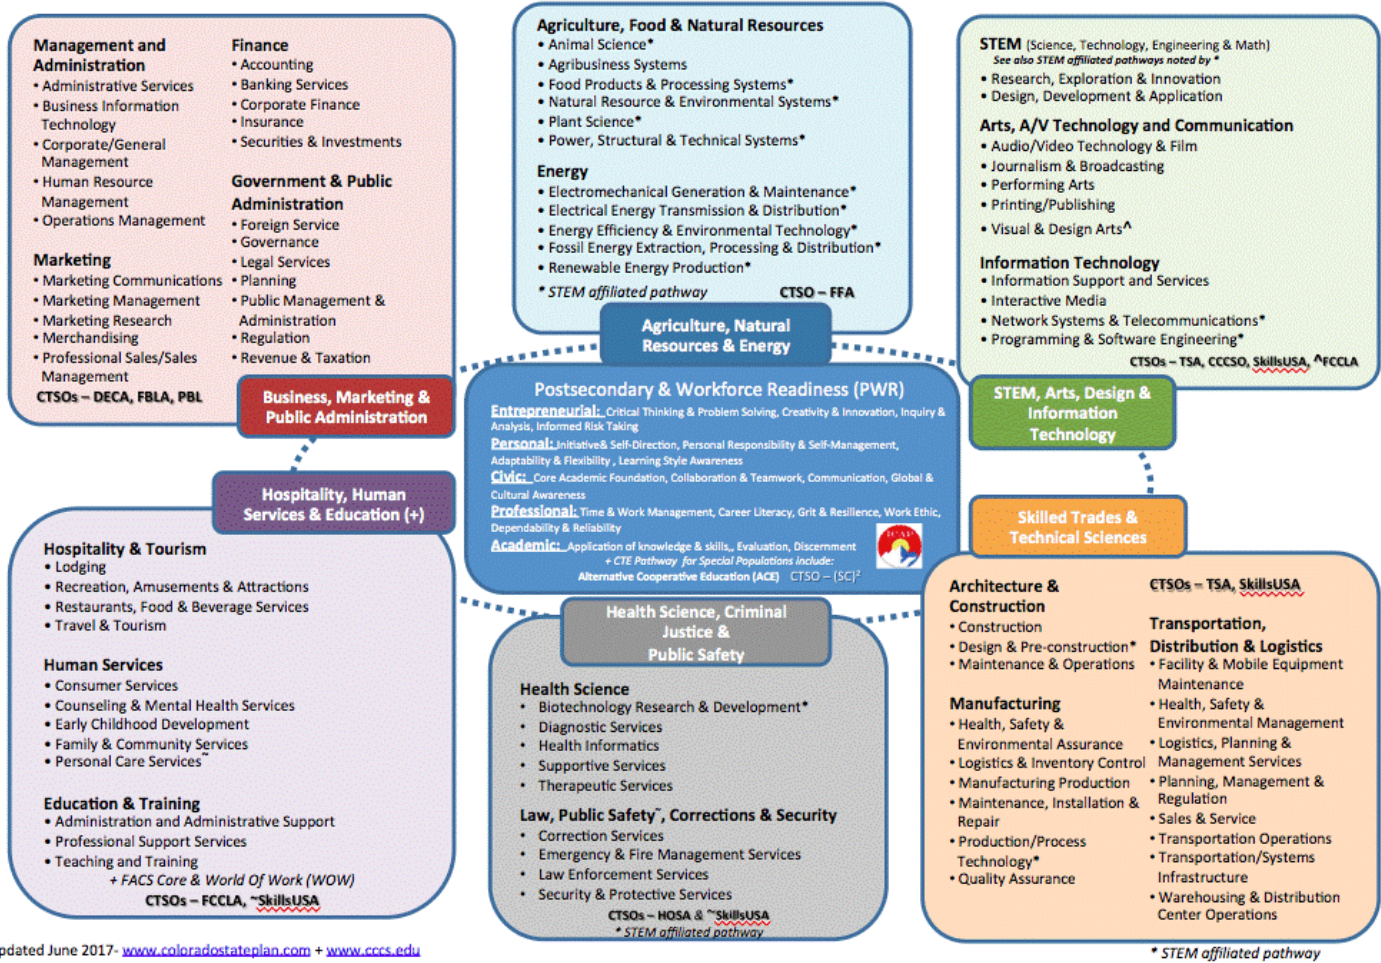 Management and
Administration
• Administrative Services
• Business Information
Technology
• Corporate/General
Management
• Human Resource
Management
• Operations Management
Marketing
• Marketing Communications
• Marketing Management
• Marketing Research
• Merchandising
• Professional Sales/Sales
Management
CTSOs – DECA, FBLA, PBL
Finance
• Accounting
• Banking Services
• Corporate Finance
• Insurance
• Securities & Investments
Government & Public
Administration
• Foreign Service
• Governance
• Legal Services
• Planning
• Public Management &
Administration
• Regulation
• Revenue & Taxation
Business, Marketing &
Public Administration
Agriculture, Food & Natural Resources
• Animal Science*
• Agribusiness Systems
• Food Products & Processing Systems*
• Natural Resource & Environmental Systems*
• Plant Science*
• Power, Structural & Technical Systems*
Energy
• Electromechanical Generation & Maintenance*
• Electrical Energy Transmission & Distribution*
• Energy Efficiency & Environmental Technology*
• Fossil Energy Extraction, Processing & Distribution*
• Renewable Energy Production*
* STEM affiliated pathway CTSO – FFA
Agriculture, Natural
Resources & Energy
STEM (Science, Technology, Engineering & Math)
See also STEM affiliated pathways noted by *
• Research, Exploration & Innovation
• Design, Development & Application
Arts, A/V Technology and Communication
• Audio/Video Technology & Film
• Journalism & Broadcasting
• Performing Arts
• Printing/Publishing
• Visual & Design Arts^
Information Technology
• Information Support and Services
• Interactive Media
• Network Systems & Telecommunications*
• Programming & Software Engineering*
CTSOs – TSA, CCCSO, SkillsUSA, ^FCCLA
STEM, Arts, Design &
Information
Technology
Postsecondary & Workforce Readiness (PWR)
Entrepreneurial: Critical Thinking & Problem Solving, Creativity & Innovation, Inquiry &
Analysis, Informed Risk Taking
Personal: Initiative& Self-Direction, Personal Responsibility & Self-Management,
Adaptability & Flexibility , Learning Style Awareness
Civic: Core Academic Foundation, Collaboration & Teamwork, Communication, Global &
Cultural Awareness
Professional: Time & Work Management, Career Literacy, Grit & Resilience, Work Ethic,
Dependability & Reliability
Academic: Application of knowledge & skills,, Evaluation, Discernment
+ CTE Pathway for Special Populations include:
Alternative Cooperative Education (ACE) CTSO – (SC)²
ICAP
Hospitality, Human
Services & Education (+)
Hospitality & Tourism
• Lodging
• Recreation, Amusements & Attractions
• Restaurants, Food & Beverage Services
• Travel & Tourism
Human Services
• Consumer Services
• Counseling & Mental Health Services
• Early Childhood Development
• Family & Community Services
• Personal Care Services˜
Education & Training
• Administration and Administrative Support
• Professional Support Services
• Teaching and Training
+ FACS Core & World Of Work (WOW)
CTSOs – FCCLA, ~SkillsUSA
Health Science, Criminal
Justice &
Public Safety
Health Science
• Biotechnology Research & Development*
• Diagnostic Services
• Health Informatics
• Supportive Services
• Therapeutic Services
Law, Public Safety˜, Corrections & Security
• Correction Services
• Emergency & Fire Management Services
• Law Enforcement Services
• Security & Protective Services
CTSOs – HOSA & ˜SkillsUSA
* STEM affiliated pathway
Skilled Trades &
Technical Sciences
Architecture &
Construction
• Construction
• Design & Pre-construction*
• Maintenance & Operations
Manufacturing
• Health, Safety &
Environmental Assurance
• Logistics & Inventory Control
• Manufacturing Production
• Maintenance, Installation &
Repair
• Production/Process
Technology*
• Quality Assurance
CTSOs – TSA, SkillsUSA
Transportation,
Distribution & Logistics
• Facility & Mobile Equipment
Maintenance
• Health, Safety &
Environmental Management
• Logistics, Planning &
Management Services
• Planning, Management &
Regulation
• Sales & Service
• Transportation Operations
• Transportation/Systems
Infrastructure
• Warehousing & Distribution
Center Operations
pdated June 2017- www.coloradostateplan.com + www.cccs.edu
* STEM affiliated pathway